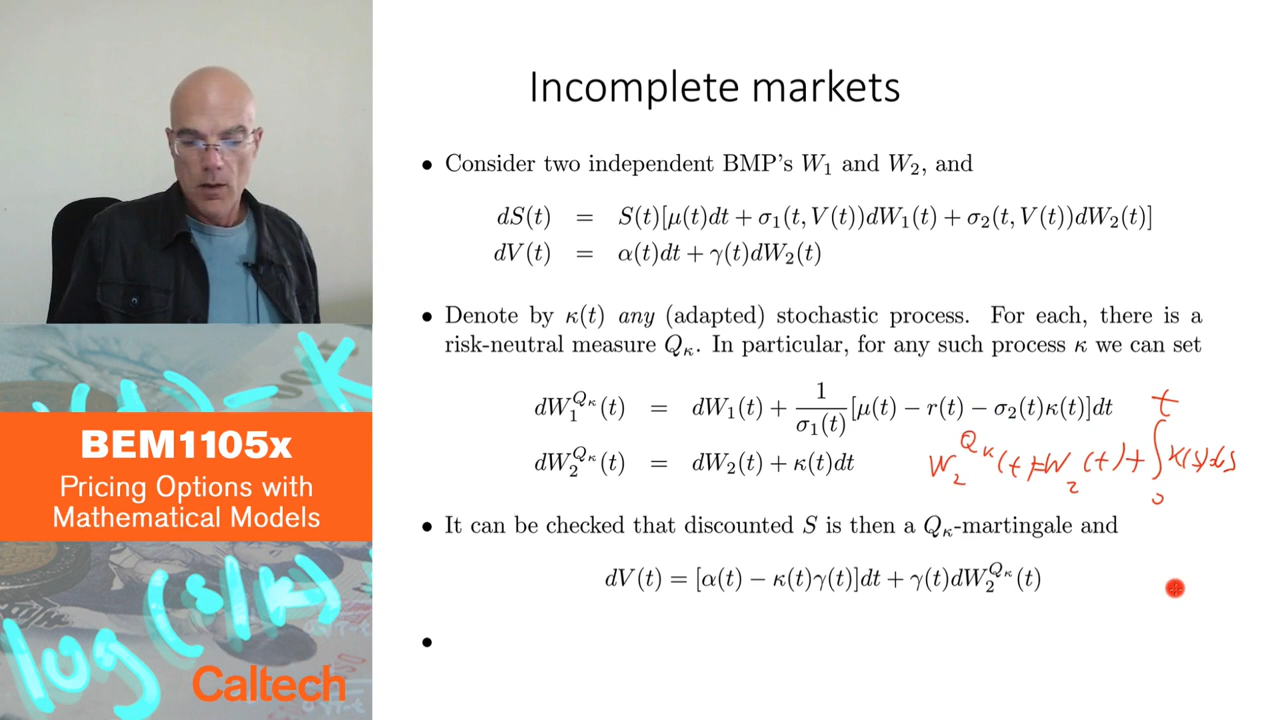 Incomplete markets
• Consider two independent BMP's W₁ and W₂, and
dS(t) = S(t)[μ(t)dt + σ₁(t, V(t))dW₁(t) + σ₂(t, V(t))dW₂(t)]
dV(t) = α(t)dt + γ(t)dW₂(t)
• Denote by κ(t) any (adapted) stochastic process. For each, there is a
risk-neutral measure Q_κ. In particular, for any such process κ we can set
dW₁^{Q_κ}(t) = dW₁(t) + 1/σ₁(t) [μ(t) − r(t) − σ₂(t)κ(t)]dt
dW₂^{Q_κ}(t) = dW₂(t) + κ(t)dt
W₂^{Qκ}(t) = W₂(t) + ∫₀ᵗ κ(s)ds
• It can be checked that discounted S is then a Q_κ-martingale and
dV(t) = [α(t) − κ(t)γ(t)]dt + γ(t)dW₂^{Q_κ}(t)
•
BEM1105x
Pricing Options with
Mathematical Models
log(s/k)
Caltech